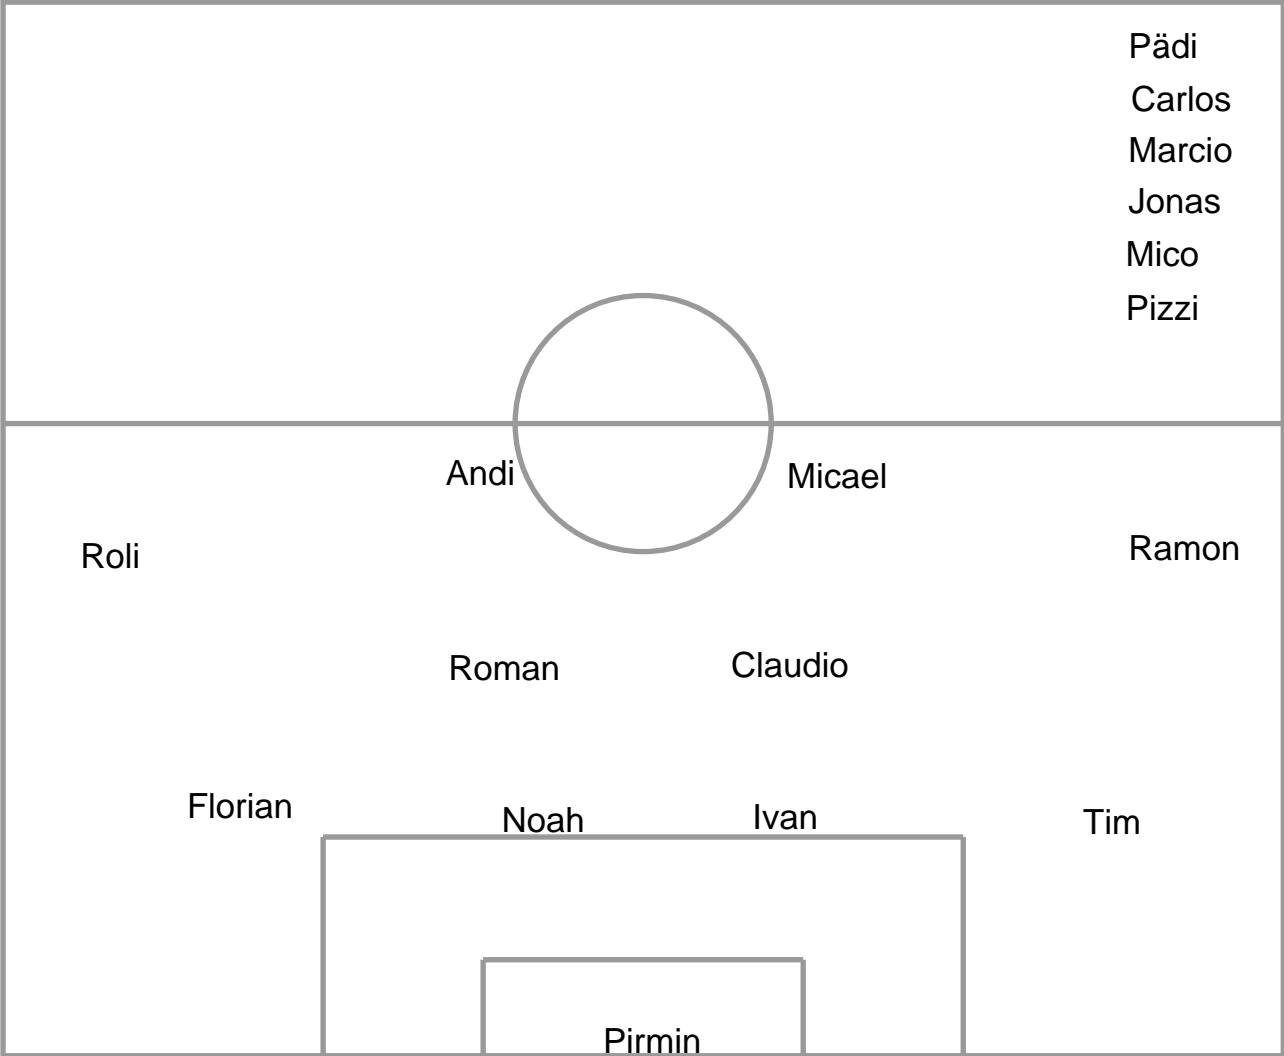 Pädi
Carlos
Marcio
Jonas
Mico
Pizzi
Andi
Micael
Roli
Ramon
Roman
Claudio
Florian
Noah
Ivan
Tim
Pirmin